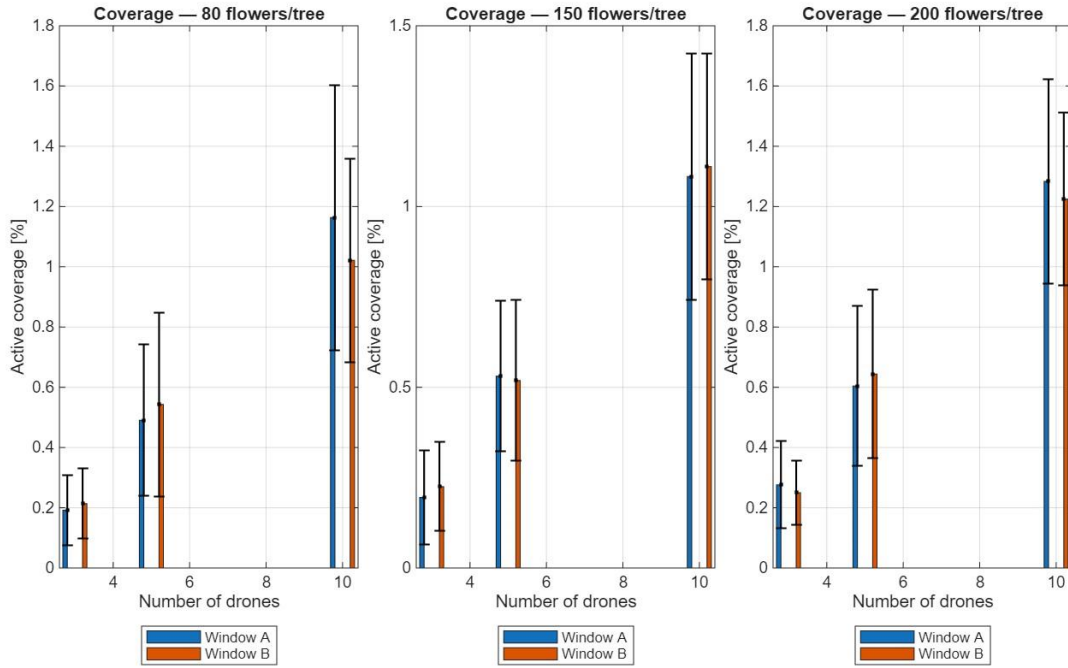 Coverage — 80 flowers/tree
1.8
1.6
1.4
1.2
1
0.8
0.6
0.4
0.2
0
Active coverage [%]
4
6
8
10
Number of drones
Window A
Window B
Coverage — 150 flowers/tree
1.5
1
0.5
0
Active coverage [%]
4
6
8
10
Number of drones
Window A
Window B
Coverage — 200 flowers/tree
1.8
1.6
1.4
1.2
1
0.8
0.6
0.4
0.2
0
Active coverage [%]
4
6
8
10
Number of drones
Window A
Window B